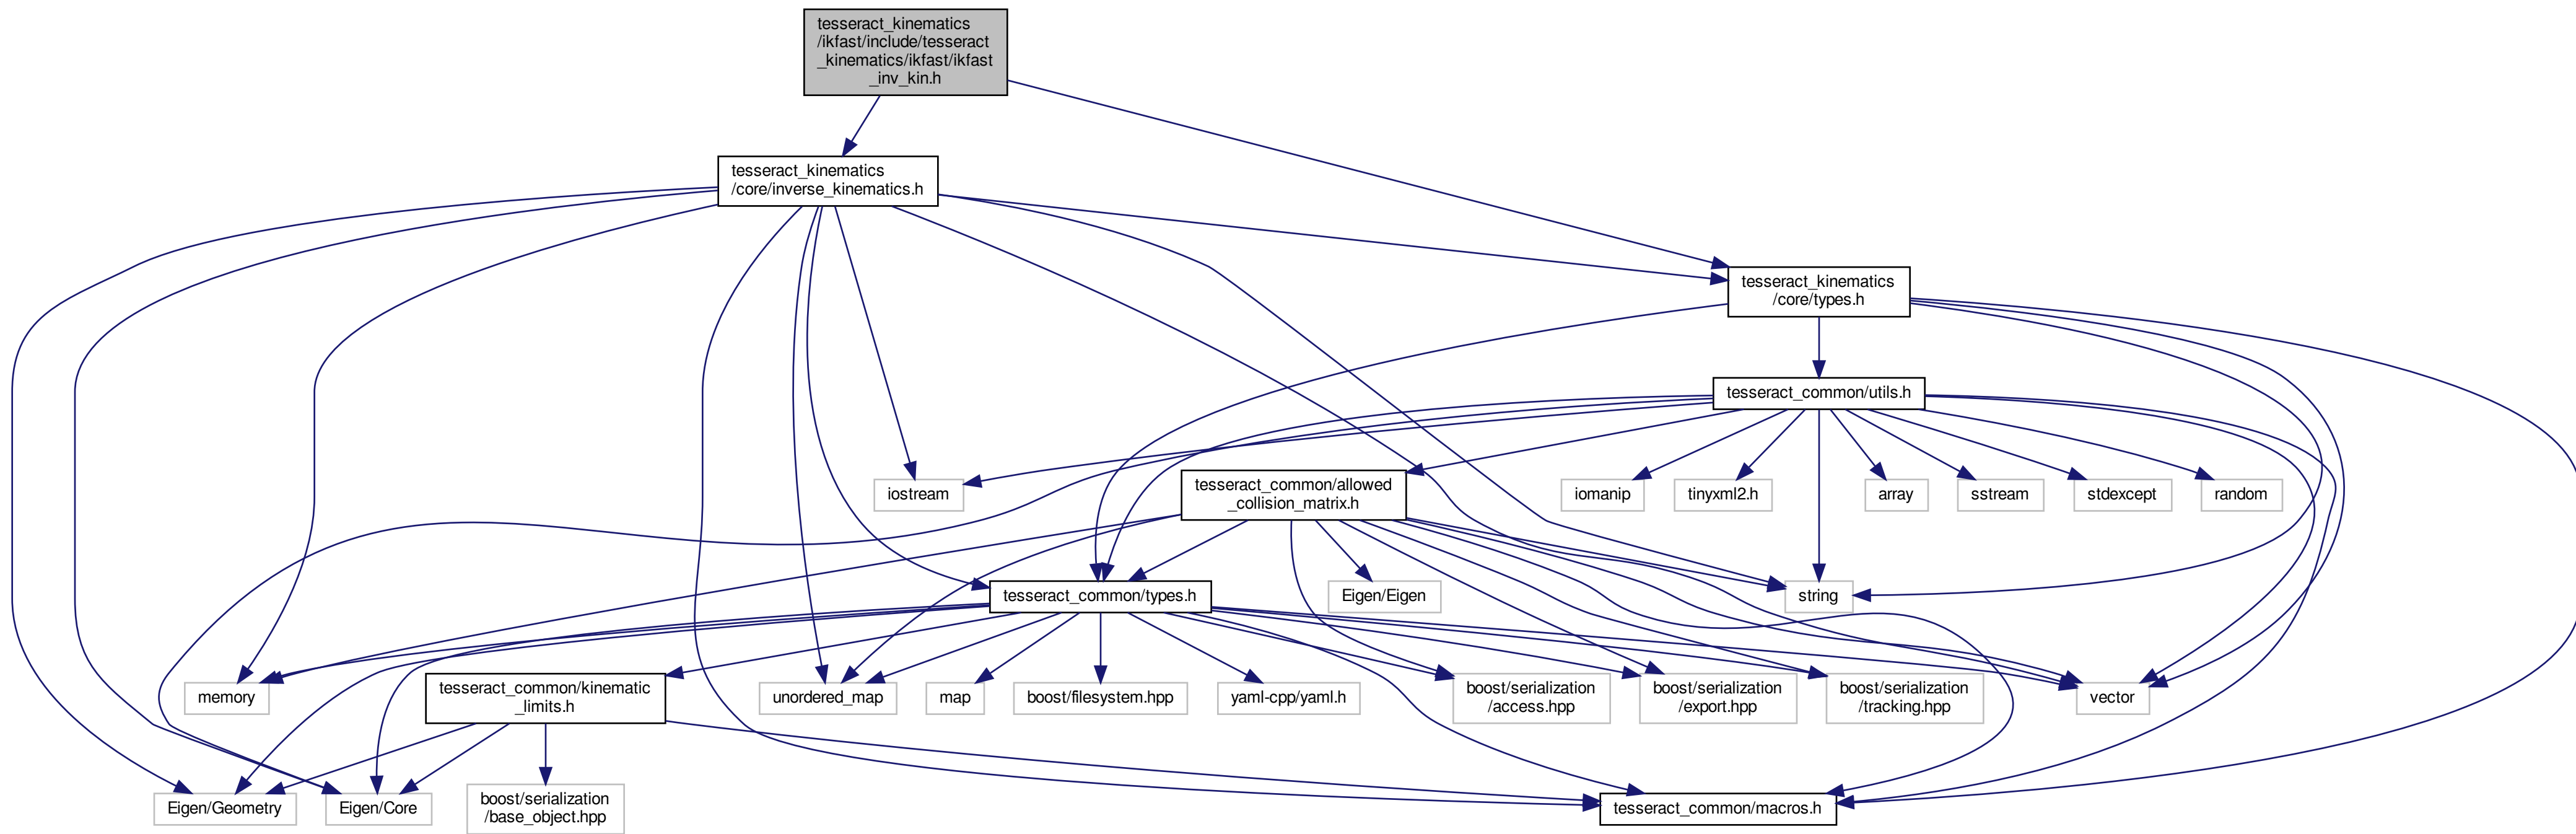 tesseract_kinematics
/ikfast/include/tesseract
_kinematics/ikfast/ikfast
_inv_kin.h
tesseract_kinematics
/core/inverse_kinematics.h
tesseract_kinematics
/core/types.h
tesseract_common/utils.h
iostream
tesseract_common/allowed
_collision_matrix.h
iomanip
tinyxml2.h
array
sstream
stdexcept
random
tesseract_common/types.h
Eigen/Eigen
string
memory
tesseract_common/kinematic
_limits.h
unordered_map
map
boost/filesystem.hpp
yaml-cpp/yaml.h
boost/serialization
/access.hpp
boost/serialization
/export.hpp
boost/serialization
/tracking.hpp
vector
Eigen/Geometry
Eigen/Core
boost/serialization
/base_object.hpp
tesseract_common/macros.h